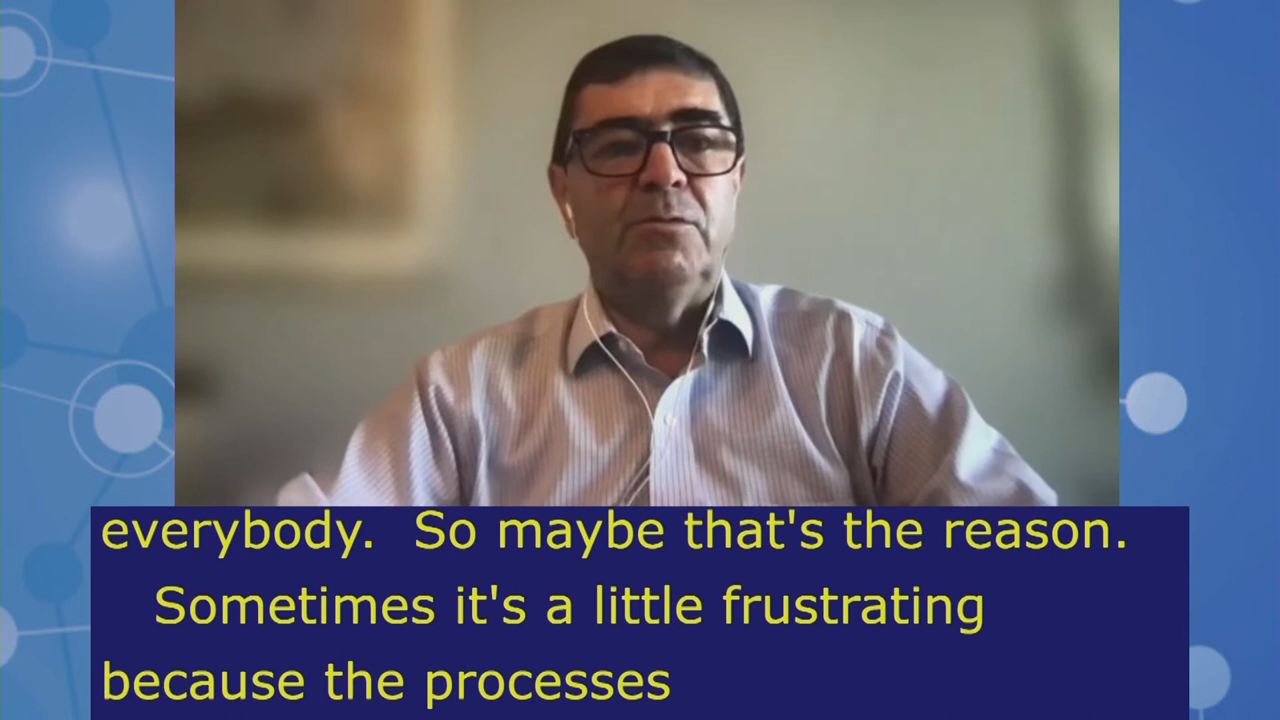 everybody.  So maybe that's the reason.
Sometimes it's a little frustrating
because the processes